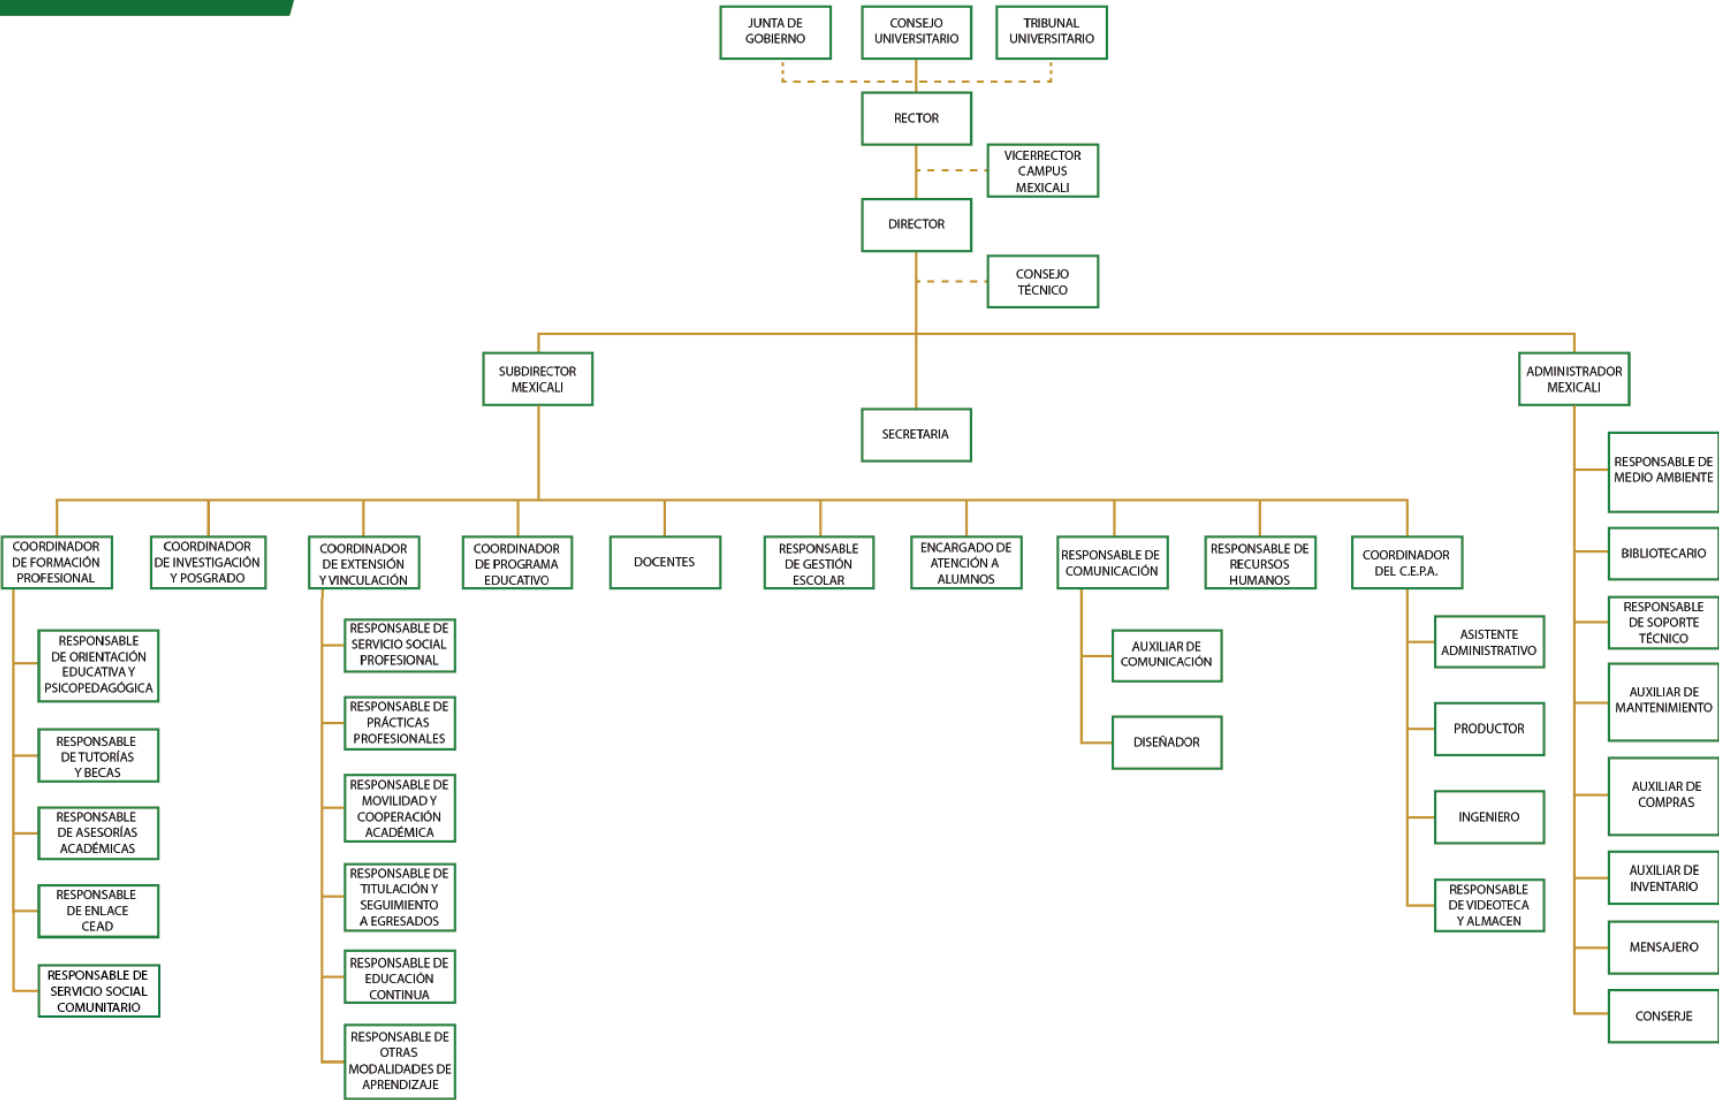 JUNTA DE
GOBIERNO
CONSEJO
UNIVERSITARIO
TRIBUNAL
UNIVERSITARIO
RECTOR
VICERRECTOR
CAMPUS
MEXICALI
DIRECTOR
CONSEJO
TÉCNICO
SUBDIRECTOR
MEXICALI
SECRETARIA
ADMINISTRADOR
MEXICALI
COORDINADOR
DE FORMACIÓN
PROFESIONAL
COORDINADOR
DE INVESTIGACIÓN
Y POSGRADO
COORDINADOR
DE EXTENSIÓN
Y VINCULACIÓN
COORDINADOR
DE PROGRAMA
EDUCATIVO
DOCENTES
RESPONSABLE
DE GESTIÓN
ESCOLAR
ENCARGADO DE
ATENCIÓN A
ALUMNOS
RESPONSABLE DE
COMUNICACIÓN
RESPONSABLE DE
RECURSOS
HUMANOS
COORDINADOR
DEL C.E.P.A.
RESPONSABLE
DE ORIENTACIÓN
EDUCATIVA Y
PSICOPEDAGÓGICA
RESPONSABLE
DE TUTORÍAS
Y BECAS
RESPONSABLE
DE ASESORÍAS
ACADÉMICAS
RESPONSABLE
DE ENLACE
CEAD
RESPONSABLE DE
SERVICIO SOCIAL
COMUNITARIO
RESPONSABLE DE
SERVICIO SOCIAL
PROFESIONAL
RESPONSABLE DE
PRÁCTICAS
PROFESIONALES
RESPONSABLE DE
MOVILIDAD Y
COOPERACIÓN
ACADÉMICA
RESPONSABLE DE
TITULACIÓN Y
SEGUIMIENTO
A EGRESADOS
RESPONSABLE DE
EDUCACIÓN
CONTINUA
RESPONSABLE DE
OTRAS
MODALIDADES DE
APRENDIZAJE
AUXILIAR DE
COMUNICACIÓN
DISEÑADOR
ASISTENTE
ADMINISTRATIVO
PRODUCTOR
INGENIERO
RESPONSABLE
DE VIDEOTECA
Y ALMACEN
RESPONSABLE DE
MEDIO AMBIENTE
BIBLIOTECARIO
RESPONSABLE
DE SOPORTE
TÉCNICO
AUXILIAR DE
MANTENIMIENTO
AUXILIAR DE
COMPRAS
AUXILIAR DE
INVENTARIO
MENSAJERO
CONSERJE